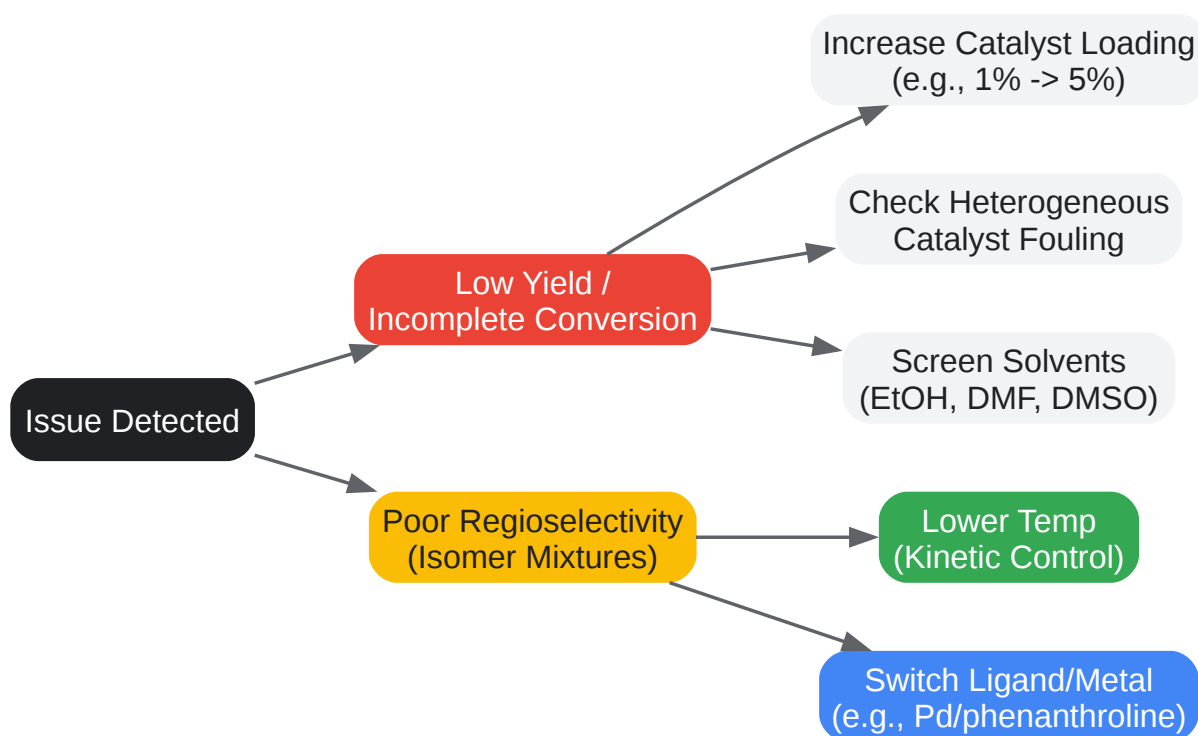 Increase Catalyst Loading
(e.g., 1% -> 5%)
Check Heterogeneous
Catalyst Fouling
Low Yield /
Incomplete Conversion
Screen Solvents
(EtOH, DMF, DMSO)
Issue Detected
Poor Regioselectivity
(Isomer Mixtures)
Lower Temp
(Kinetic Control)
Switch Ligand/Metal
(e.g., Pd/phenanthroline)